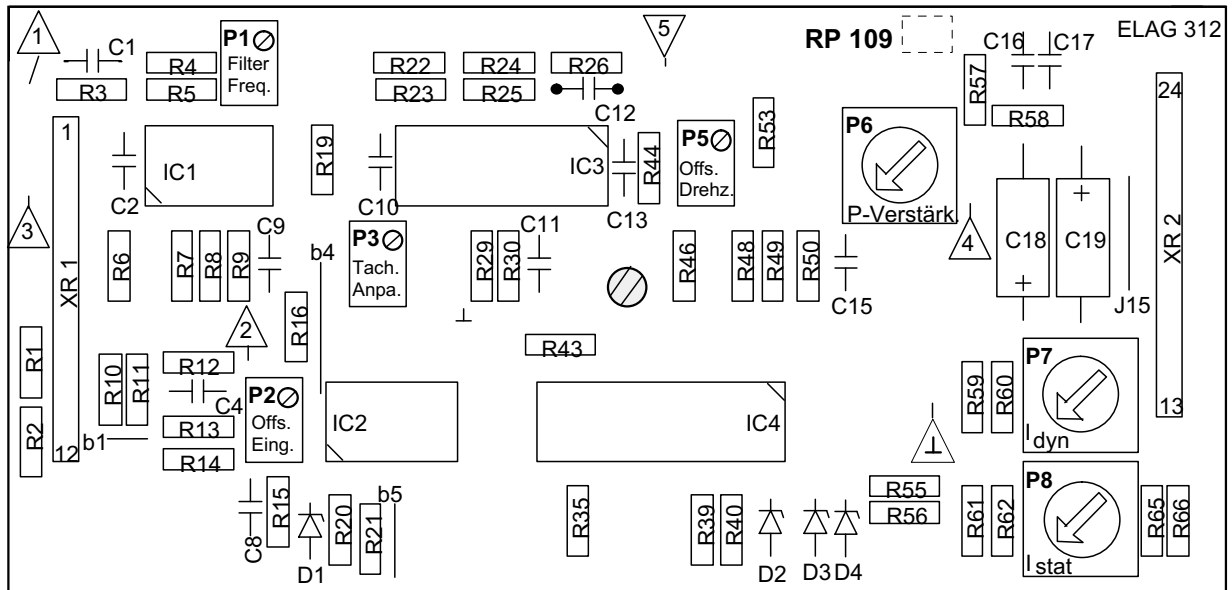 1
C1
R4
P1
Filter
Freq.
R3
R5
5
R22
R24
R26
R23
R25
C12
RP 109
C16
C17
ELAG 312
R57
R58
24
1
IC1
C2
R19
C10
IC3
C13
R44
P5
Offs.
Drehz.
R53
P6
P-Verstärk.
3
XR 1
R6
R7
R8
R9
C9
b4
P3
Tach.
Anpa.
R29
R30
C11
R46
R48
R49
R50
C15
4
C18
+
+
C19
J15
XR 2
2
R16
⊥
R43
R1
R10
R11
R12
C4
R13
R14
P2
Offs.
Eing.
IC2
IC4
R59
R60
P7
I dyn
13
R2
12
b1
⊥
C8
R15
D1
R20
R21
b5
R35
R39
R40
D2
D3
D4
R55
R56
R61
R62
P8
I stat
R65
R66